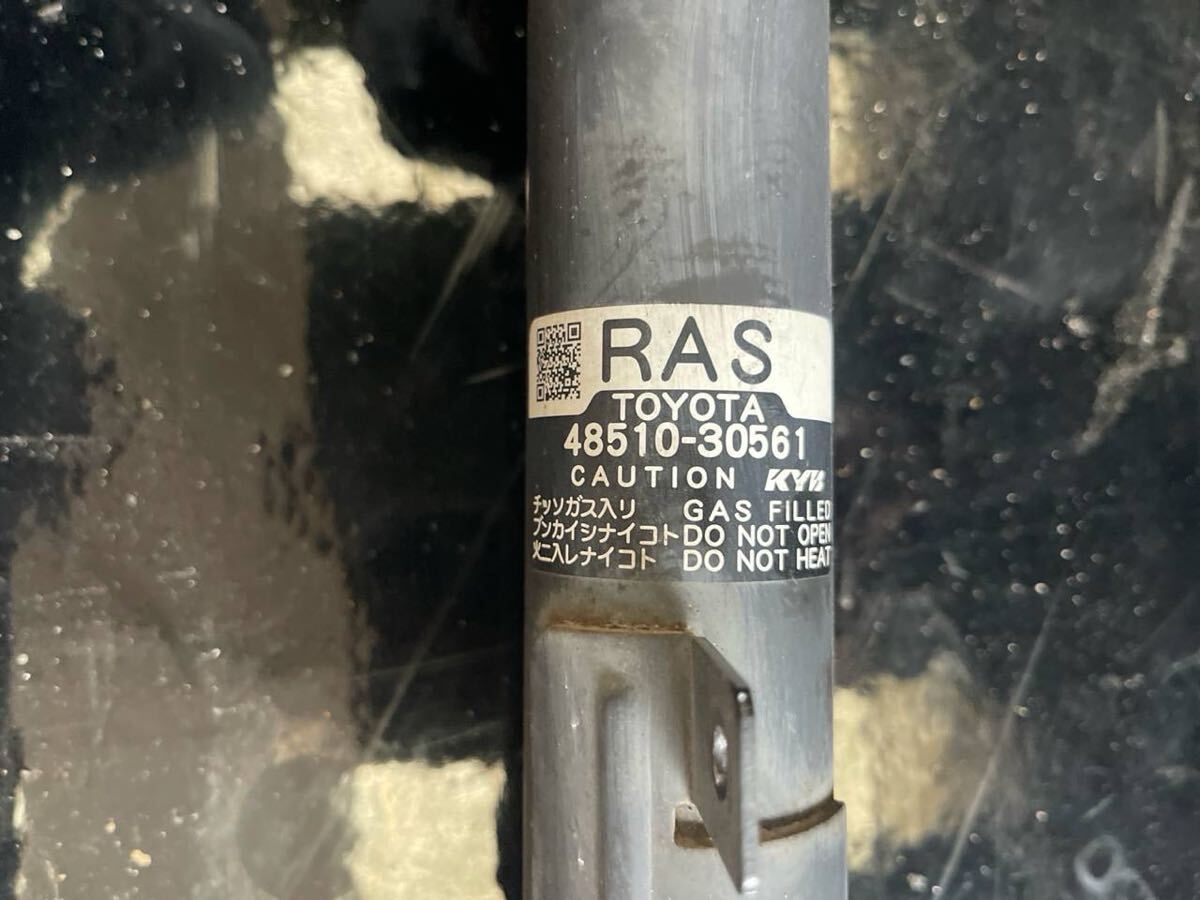 RAS
TOYOTA
48510-30561
CAUTION KYB
チッソガス入リ GAS FILLED
ブンカイシナイコト DO NOT OPEN
火ニ入レナイコト DO NOT HEAT